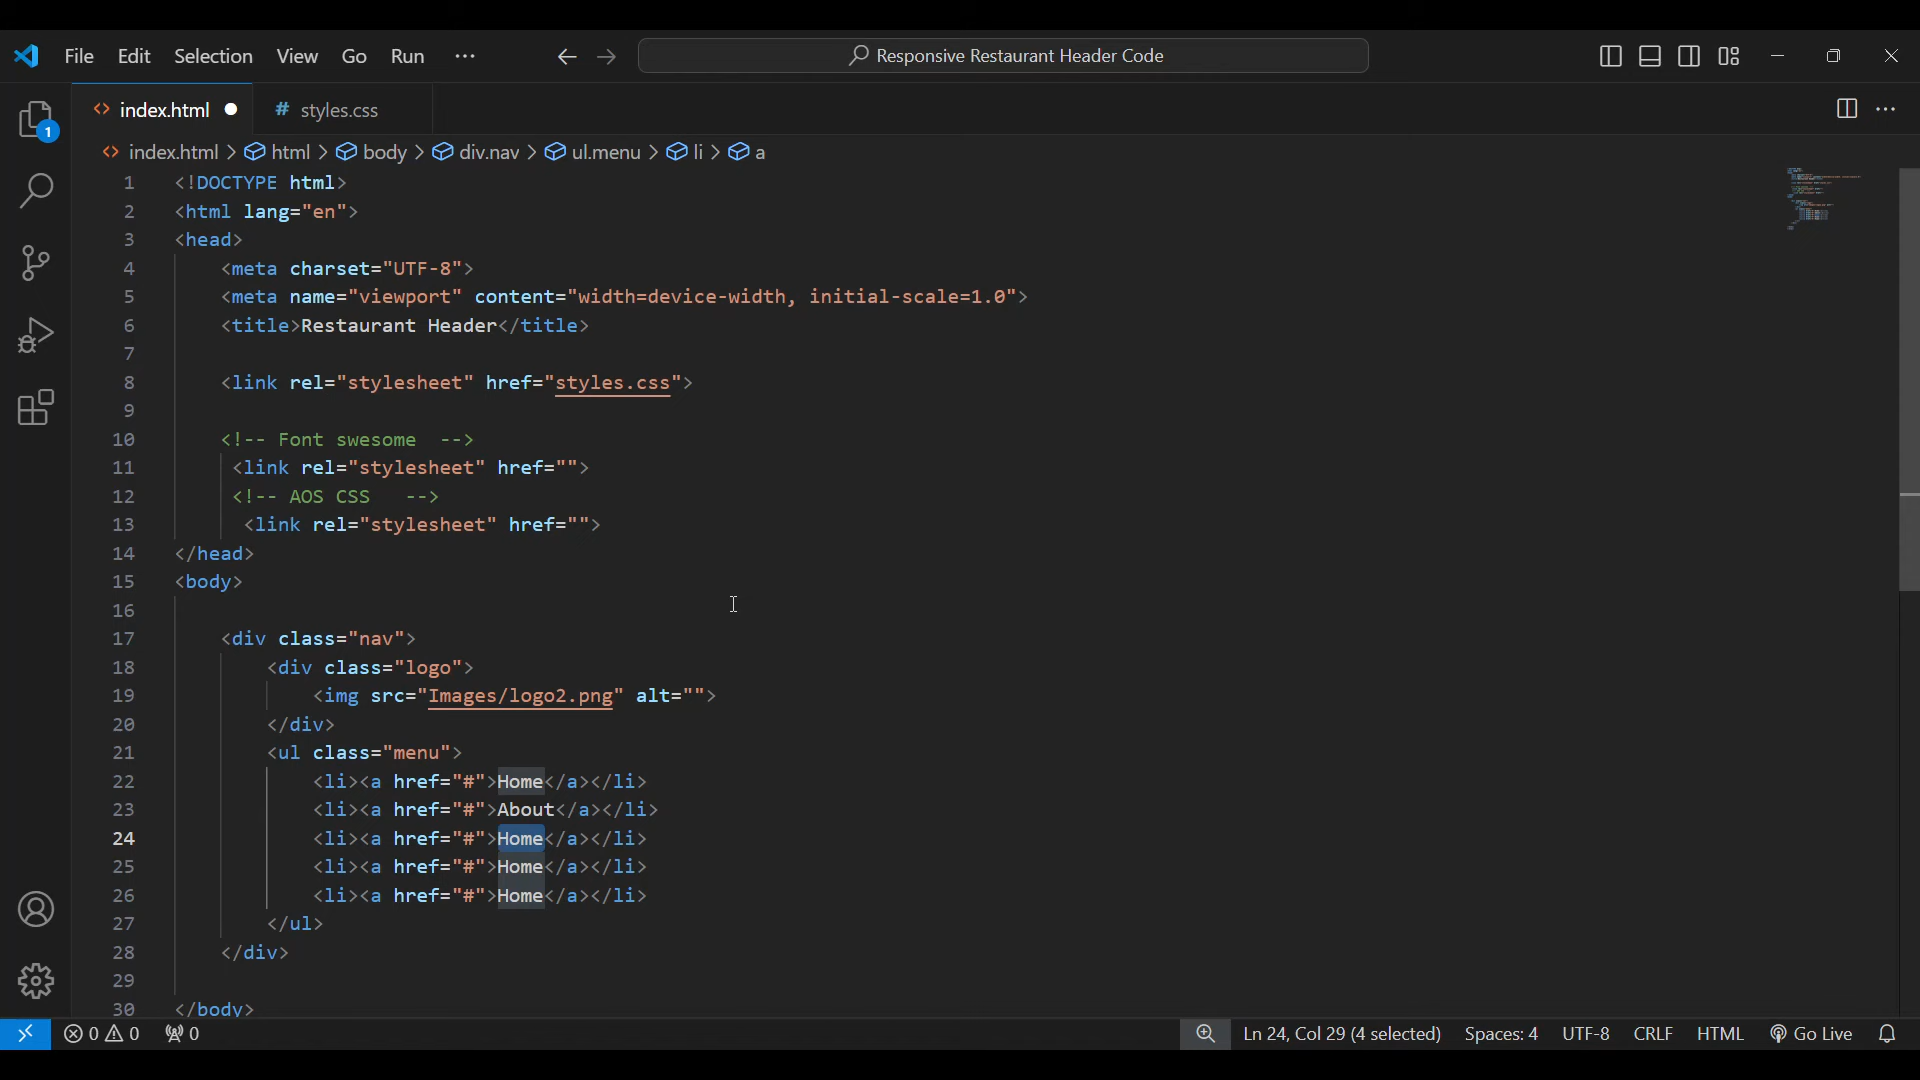 File Edit Selection View Go Run ··· Responsive Restaurant Header Code
index.html # styles.css
1
index.html > html > body > div.nav > ul.menu > li > a
1 <!DOCTYPE html>
2 <html lang="en">
3 <head>
4 <meta charset="UTF-8">
5 <meta name="viewport" content="width=device-width, initial-scale=1.0">
6 <title>Restaurant Header</title>
7
8 <link rel="stylesheet" href="styles.css">
9
10 <!-- Font swesome  -->
11 <link rel="stylesheet" href="">
12 <!-- AOS CSS   -->
13 <link rel="stylesheet" href="">
14 </head>
15 <body>
16
17 <div class="nav">
18 <div class="logo">
19 <img src="Images/logo2.png" alt="">
20 </div>
21 <ul class="menu">
22 <li><a href="#">Home</a></li>
23 <li><a href="#">About</a></li>
24 <li><a href="#">Home</a></li>
25 <li><a href="#">Home</a></li>
26 <li><a href="#">Home</a></li>
27 </ul>
28 </div>
29
30 </body>
0 0 0 Ln 24, Col 29 (4 selected) Spaces: 4 UTF-8 CRLF HTML Go Live